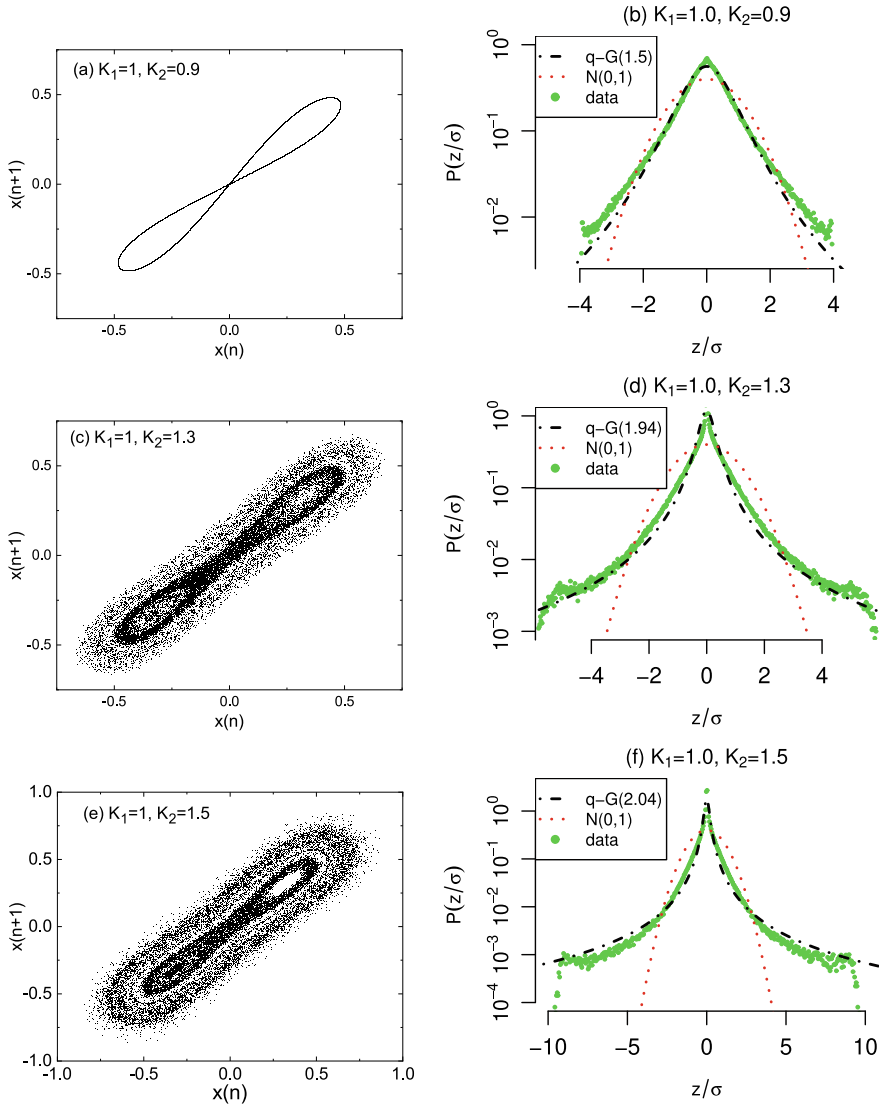 (a) K₁=1, K₂=0.9
0.5
0.0
-0.5
x(n+1)
-0.5
0.0
0.5
x(n)
(b) K₁=1.0, K₂=0.9
q−G(1.5)
N(0,1)
data
10⁰
10⁻¹
10⁻²
P(z/σ)
−4
−2
0
2
4
z/σ
(c) K₁=1, K₂=1.3
0.5
0.0
-0.5
x(n+1)
-0.5
0.0
0.5
x(n)
(d) K₁=1.0, K₂=1.3
q−G(1.94)
N(0,1)
data
10⁰
10⁻¹
10⁻²
10⁻³
P(z/σ)
−4
−2
0
2
4
z/σ
(e) K₁=1, K₂=1.5
1.0
0.5
0.0
-0.5
-1.0
x(n+1)
-1.0
-0.5
0.0
0.5
1.0
x(n)
(f) K₁=1.0, K₂=1.5
q−G(2.04)
N(0,1)
data
10⁰
10⁻¹
10⁻²
10⁻³
10⁻⁴
P(z/σ)
−10
−5
0
5
10
z/σ